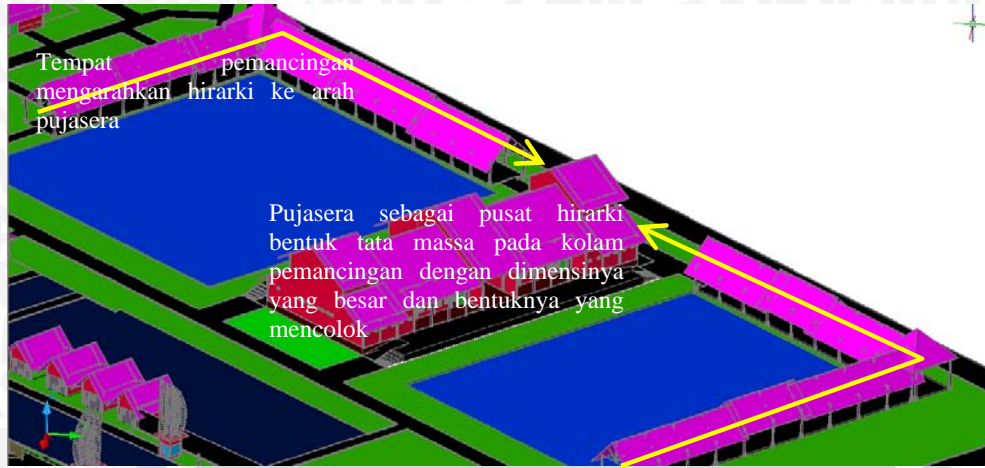 Tempat pemancingan
mengarahkan hirarki ke arah
pujasera
Pujasera sebagai pusat hirarki
bentuk tata massa pada kolam
pemancingan dengan dimensinya
yang besar dan bentuknya yang
mencolok